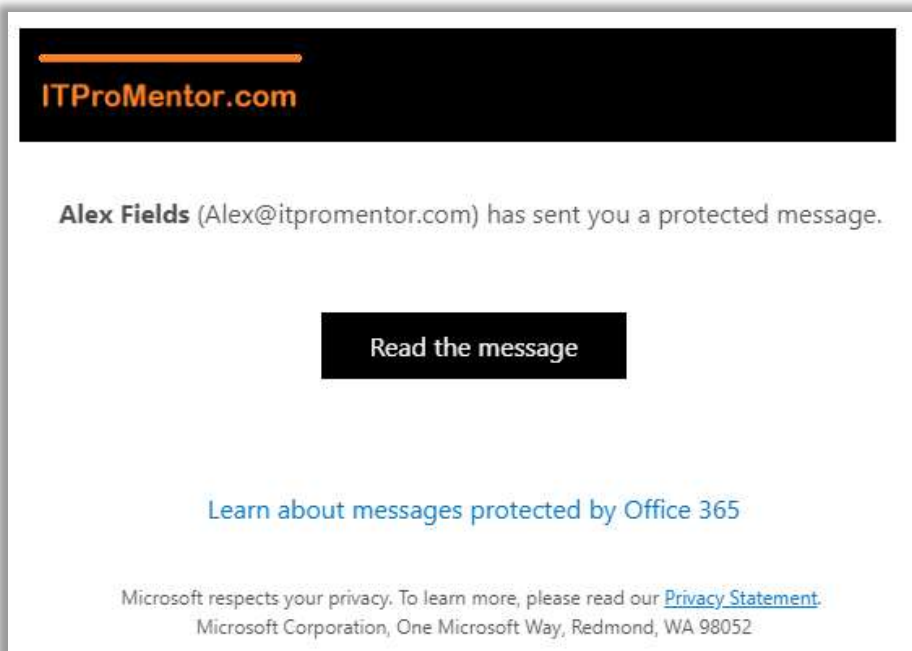 ITProMentor.com
Alex Fields (Alex@itpromentor.com) has sent you a protected message.
Read the message
Learn about messages protected by Office 365
Microsoft respects your privacy. To learn more, please read our Privacy Statement.
Microsoft Corporation, One Microsoft Way, Redmond, WA 98052